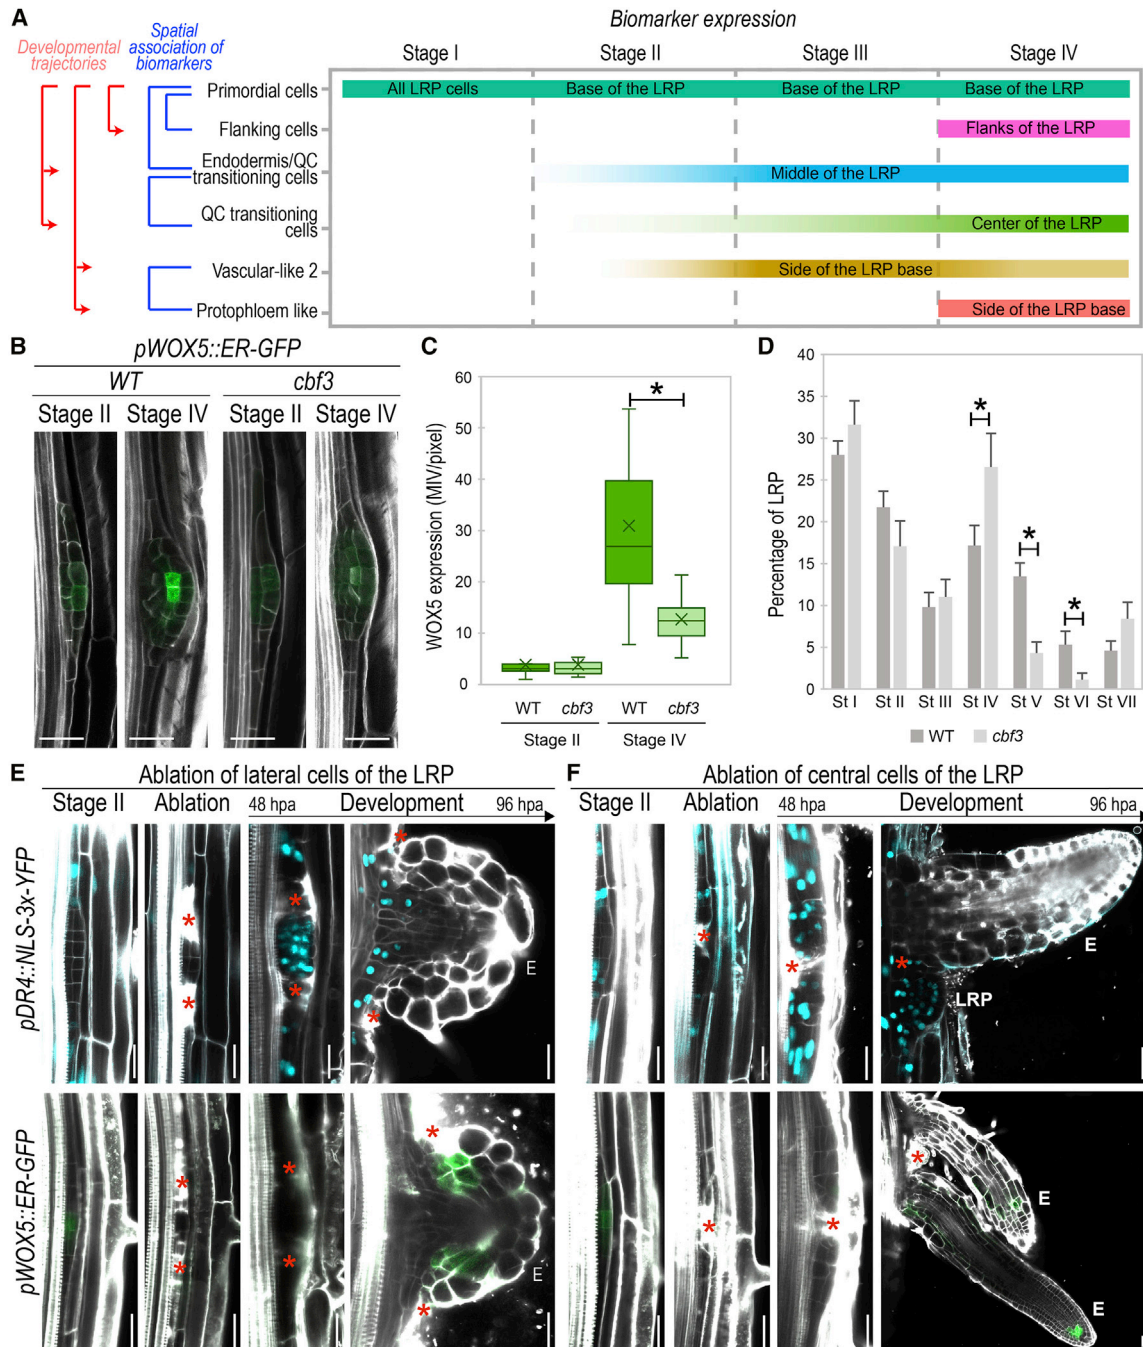 A
Biomarker expression
Developmental trajectories
Spatial association of biomarkers
Stage I
Stage II
Stage III
Stage IV
Primordial cells
All LRP cells
Base of the LRP
Base of the LRP
Base of the LRP
Flanking cells
Flanks of the LRP
Endermis/QC transitioning cells
Middle of the LRP
QC transitioning cells
Center of the LRP
Vascular-like 2
Side of the LRP base
Protophloem like
Side of the LRP base
B
pWOX5::ER-GFP
WT
cbf3
Stage II
Stage IV
Stage II
Stage IV
C
WOX5 expression (MIV/pixel)
60
50
40
30
20
10
0
*
WT
cbf3
WT
cbf3
Stage II
Stage IV
D
Percentage of LRP
40
35
30
25
20
15
10
5
0
*
*
*
St I
St II
St III
St IV
St V
St VI
St VII
WT
cbf3
E
Ablation of lateral cells of the LRP
Stage II
Ablation
48 hpa
Development
96 hpa
pDR4::NLS-3x-YFP
*
*
*
*
*
*
E
pWOX5::ER-GFP
*
*
*
*
*
*
E
F
Ablation of central cells of the LRP
Stage II
Ablation
48 hpa
Development
96 hpa
*
*
*
E
LRP
*
*
*
E
E